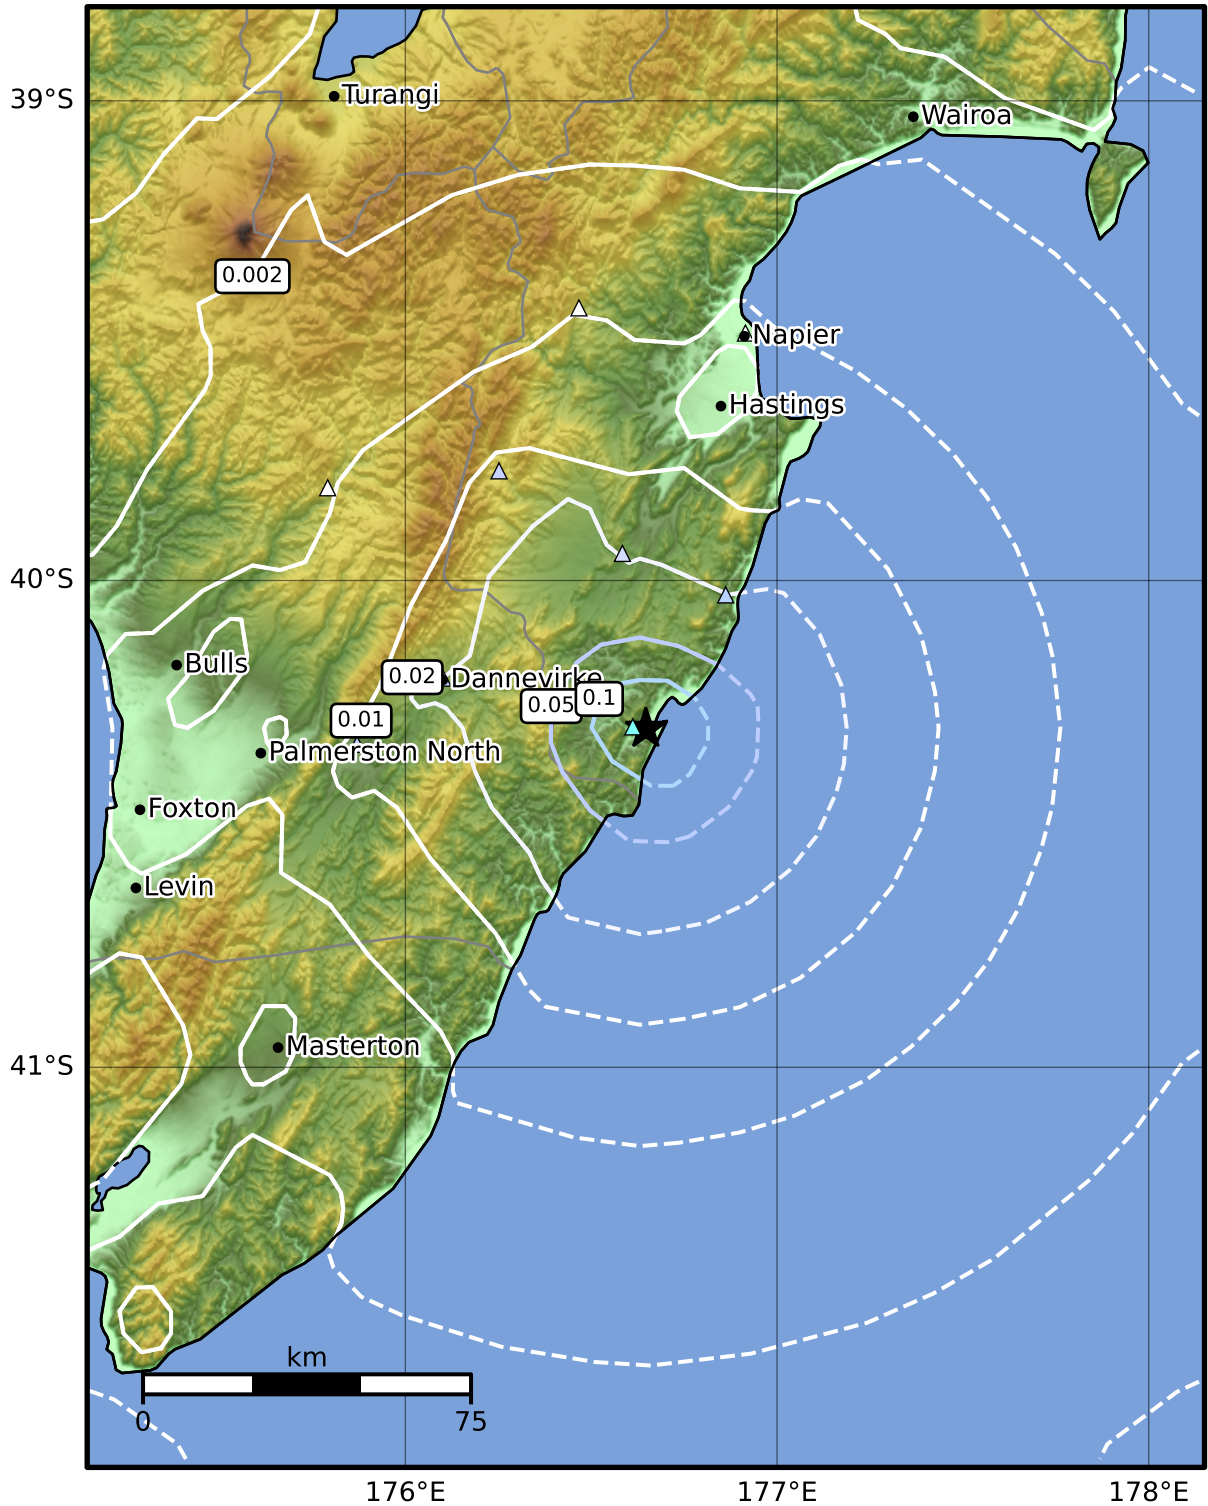 39°S
Turangi
Wairoa
0.002
Napier
Hastings
40°S
Bulls
0.02
Dannevirke
0.05
0.1
0.01
Palmerston North
Foxton
Levin
Masterton
41°S
km
0
75
176°E
177°E
178°E